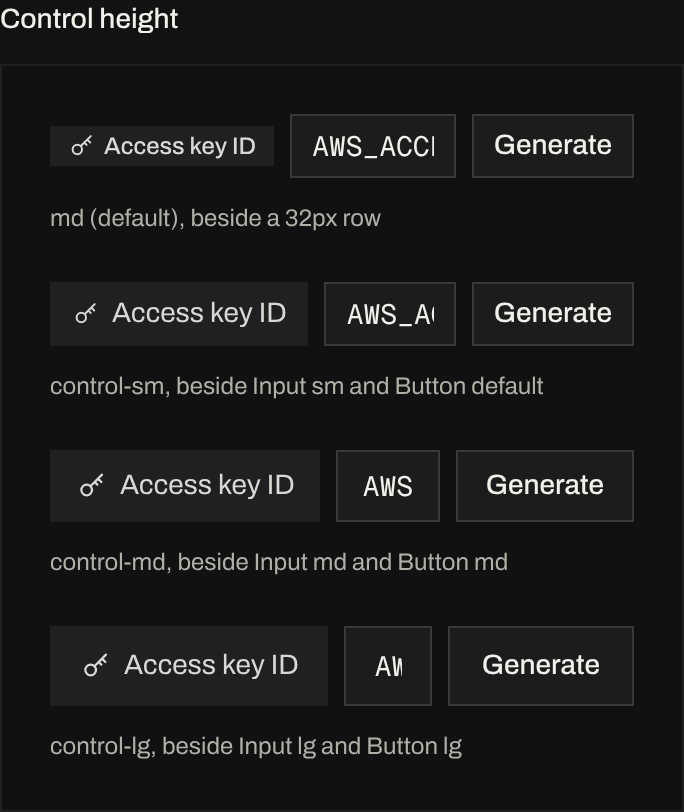 Control height
Access key ID AWS_ACC Generate
md (default), beside a 32px row
Access key ID AWS_A Generate
control-sm, beside Input sm and Button default
Access key ID AWS Generate
control-md, beside Input md and Button md
Access key ID AW Generate
control-lg, beside Input lg and Button lg